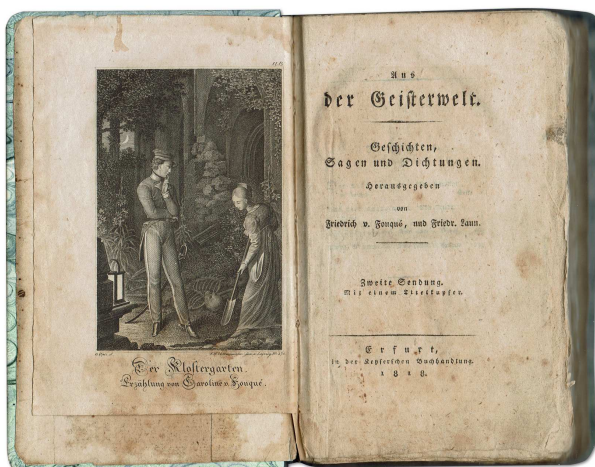 Der Klostergarten.
Erzählung von Caroline v. Fouqué.
Aus
der Geisterwelt.
Geschichten,
Sagen und Dichtungen.
Herausgegeben
von
Friedrich v. Fouqué, und Friedr. Laun.
Zweite Sendung.
Mit einem Titelkupfer.
Erfurt,
in der Keyserschen Buchhandlung.
1818.